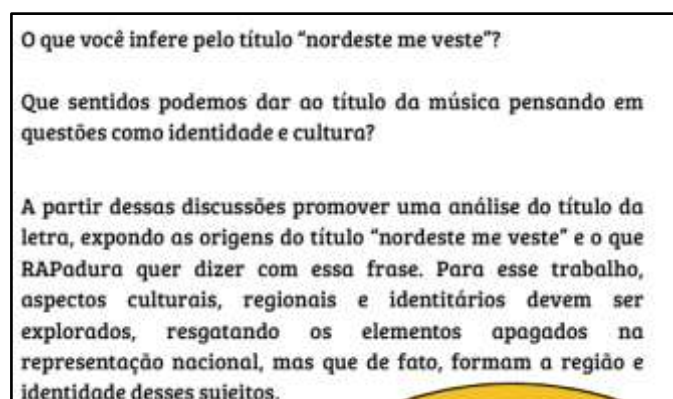 O que você infere pelo título “nordeste me veste”?
Que sentidos podemos dar ao título da música pensando em
questões como identidade e cultura?
A partir dessas discussões promover uma análise do título da
letra, expondo as origens do título “nordeste me veste” e o que
RAPadura quer dizer com essa frase. Para esse trabalho,
aspectos culturais, regionais e identitários devem ser
explorados, resgatando os elementos apagados na
representação nacional, mas que de fato, formam a região e
identidade desses sujeitos.